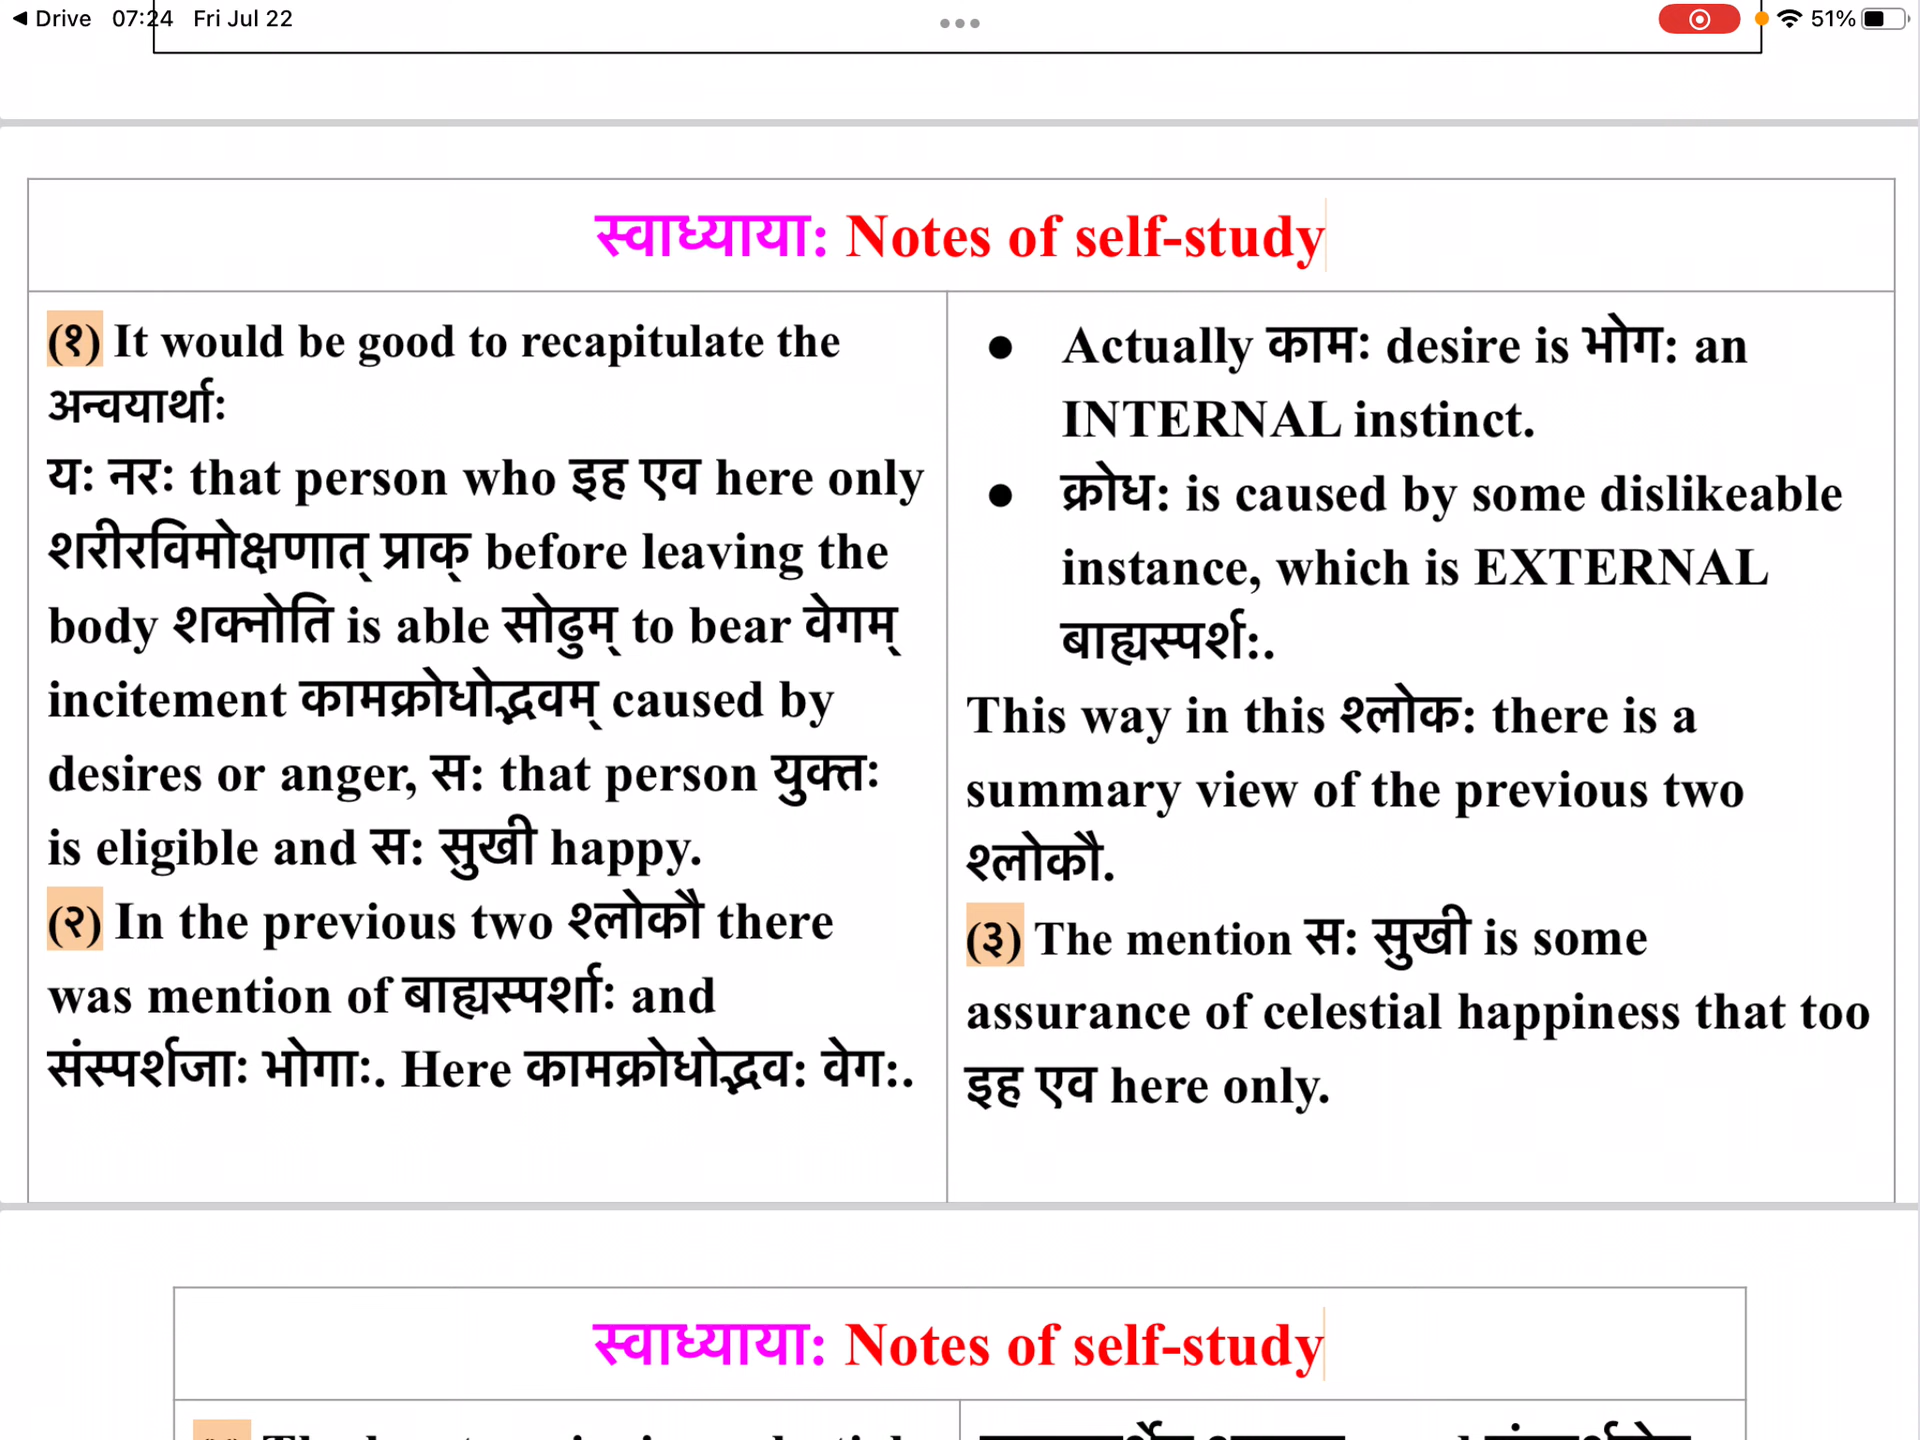 Drive 07:24 Fri Jul 22
51%
स्वाध्यायाः Notes of self-study
(१) It would be good to recapitulate the
अन्वयार्थाः
यः नरः that person who इह एव here only
शरीरविमोक्षणात् प्राक् before leaving the
body शक्नोति is able सोढुम् to bear वेगम्
incitement कामक्रोधोद्भवम् caused by
desires or anger, स: that person युक्तः
is eligible and स: सुखी happy.
(२) In the previous two श्लोकौ there
was mention of बाह्यस्पर्शाः and
संस्पर्शजाः भोगाः. Here कामक्रोधोद्भव: वेग:.
● Actually कामः desire is भोग: an
INTERNAL instinct.
● क्रोध: is caused by some dislikeable
instance, which is EXTERNAL
बाह्यस्पर्श:.
This way in this श्लोक: there is a
summary view of the previous two
श्लोकौ.
(३) The mention स: सुखी is some
assurance of celestial happiness that too
इह एव here only.
स्वाध्यायाः Notes of self-study